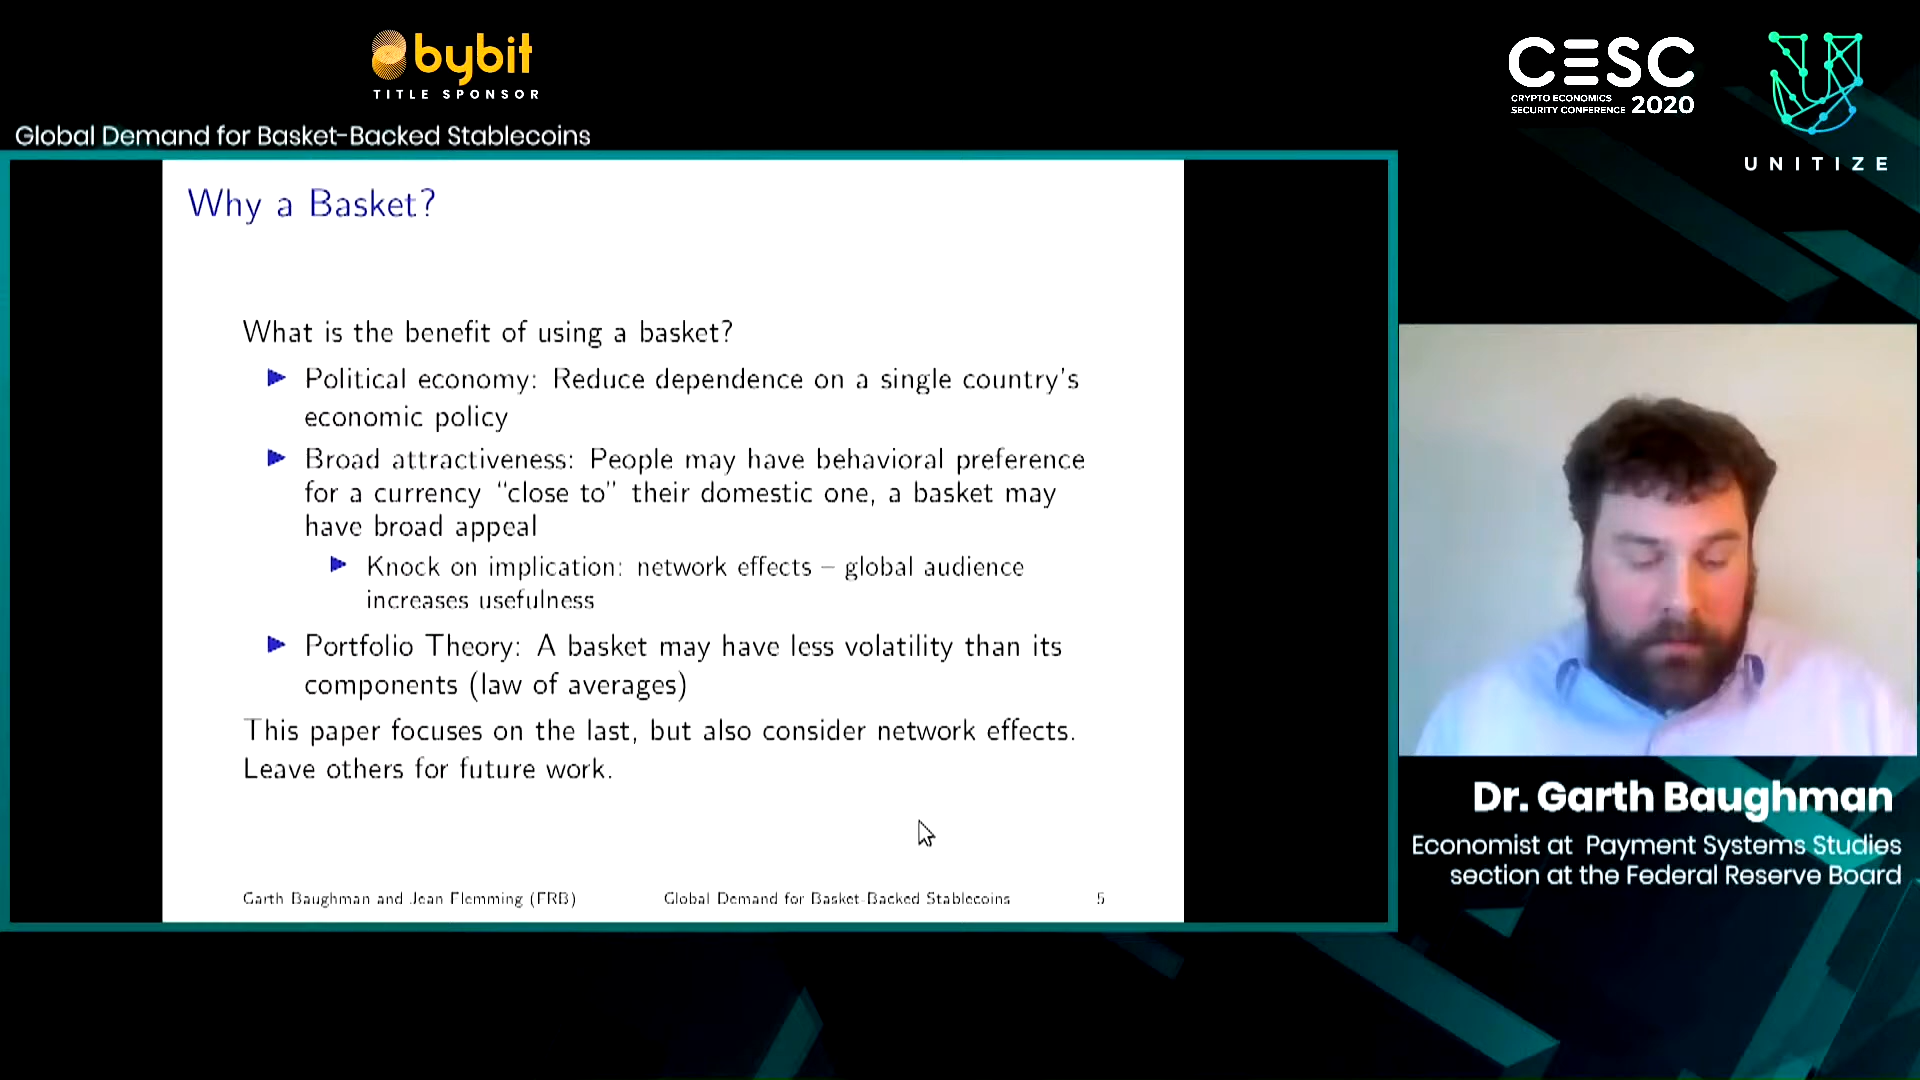 bybit
TITLE SPONSOR
CESC
CRYPTO ECONOMICS
SECURITY CONFERENCE 2020
UNITIZE
Global Demand for Basket-Backed Stablecoins
Why a Basket?
What is the benefit of using a basket?
Political economy: Reduce dependence on a single country's
economic policy
Broad attractiveness: People may have behavioral preference
for a currency “close to” their domestic one, a basket may
have broad appeal
Knock on implication: network effects – global audience
increases usefulness
Portfolio Theory: A basket may have less volatility than its
components (law of averages)
This paper focuses on the last, but also consider network effects.
Leave others for future work.
Garth Baughman and Jean Flemming (FRB) Global Demand for Basket-Backed Stablecoins 5
Dr. Garth Baughman
Economist at Payment Systems Studies
section at the Federal Reserve Board